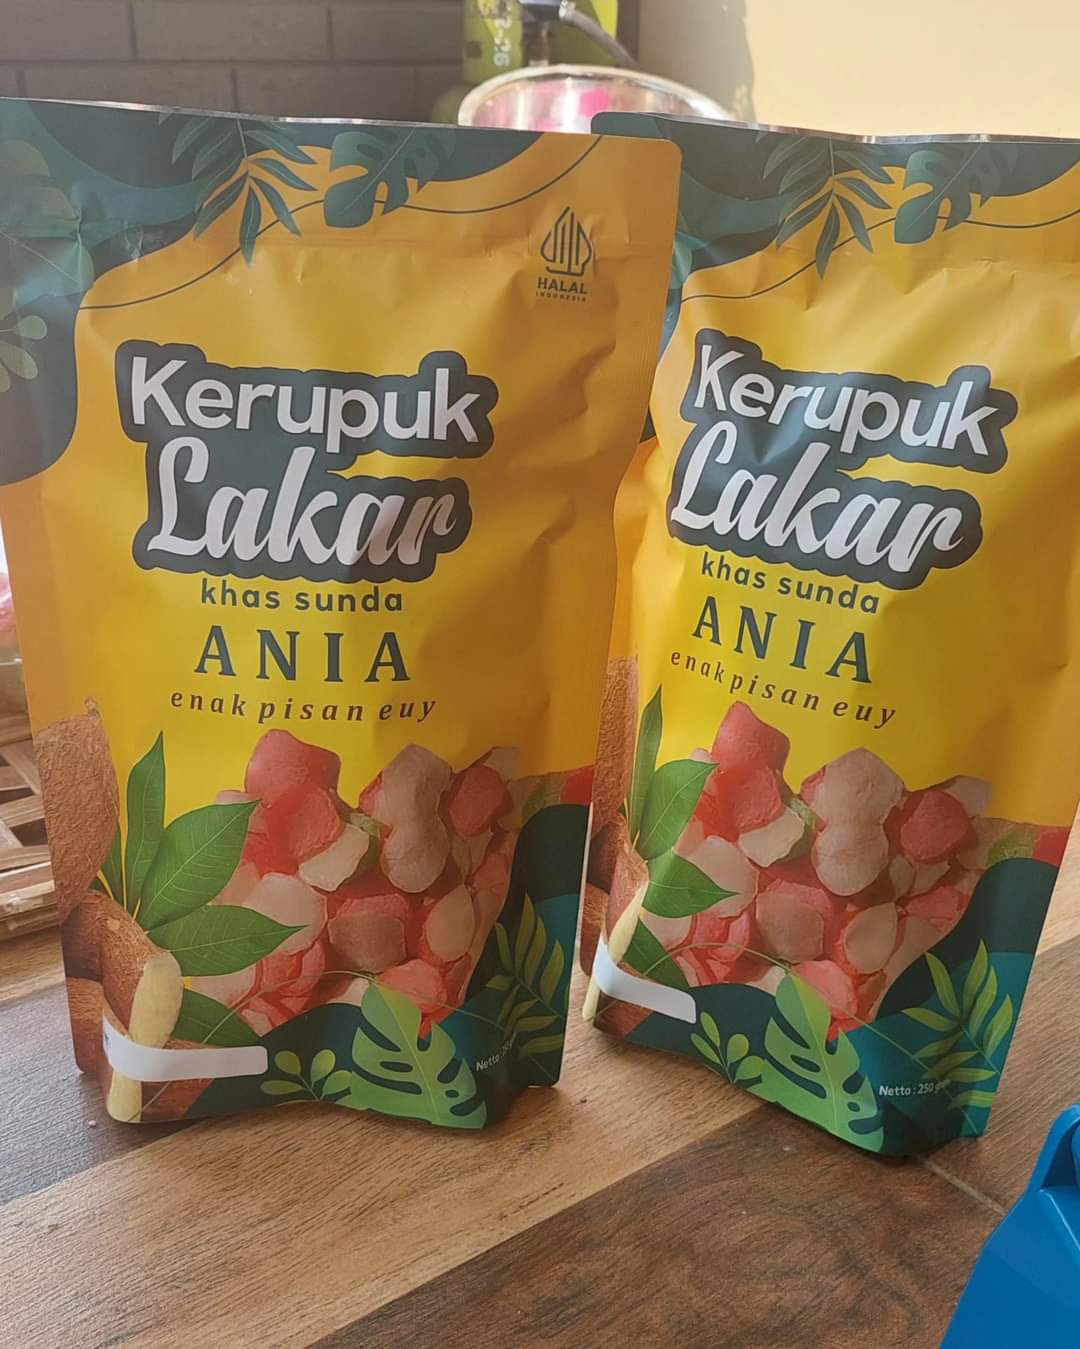 HALAL
INDONESIA
Kerupuk
Lakar
khas sunda
ANIA
enak pisan euy
Netto :
Kerupuk
Lakar
khas sunda
ANIA
enak pisan euy
Netto : 250 gram